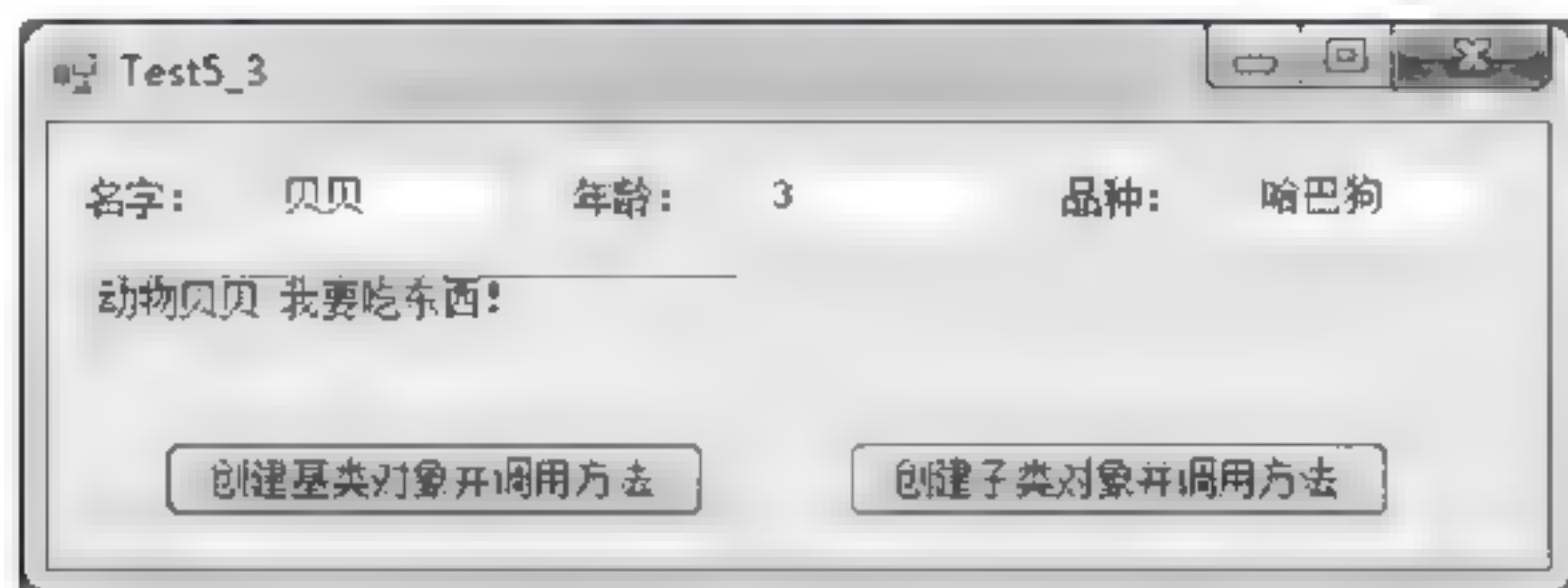 Test5_3
名字： 贝贝 年龄： 3 品种： 哈巴狗
动物贝贝 我要吃东西!
创建基类对象并调用方法 创建子类对象并调用方法